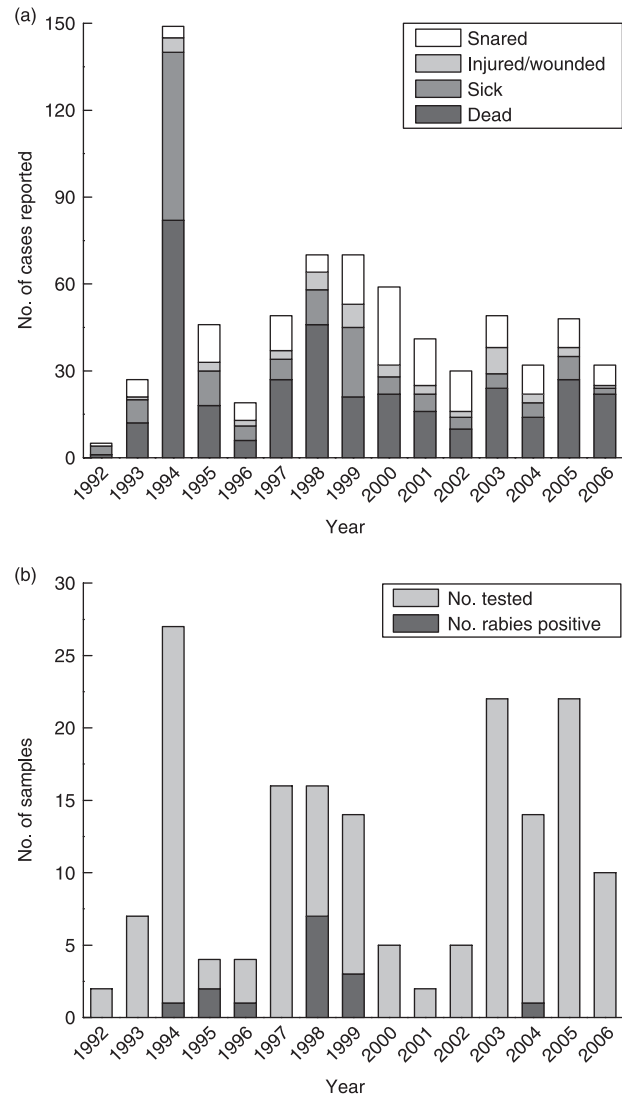 (a)
150
120
90
60
30
0
No. of cases reported
Snared
Injured/wounded
Sick
Dead
1992 1993 1994 1995 1996 1997 1998 1999 2000 2001 2002 2003 2004 2005 2006
Year
(b)
30
25
20
15
10
5
0
No. of samples
No. tested
No. rabies positive
1992 1993 1994 1995 1996 1997 1998 1999 2000 2001 2002 2003 2004 2005 2006
Year